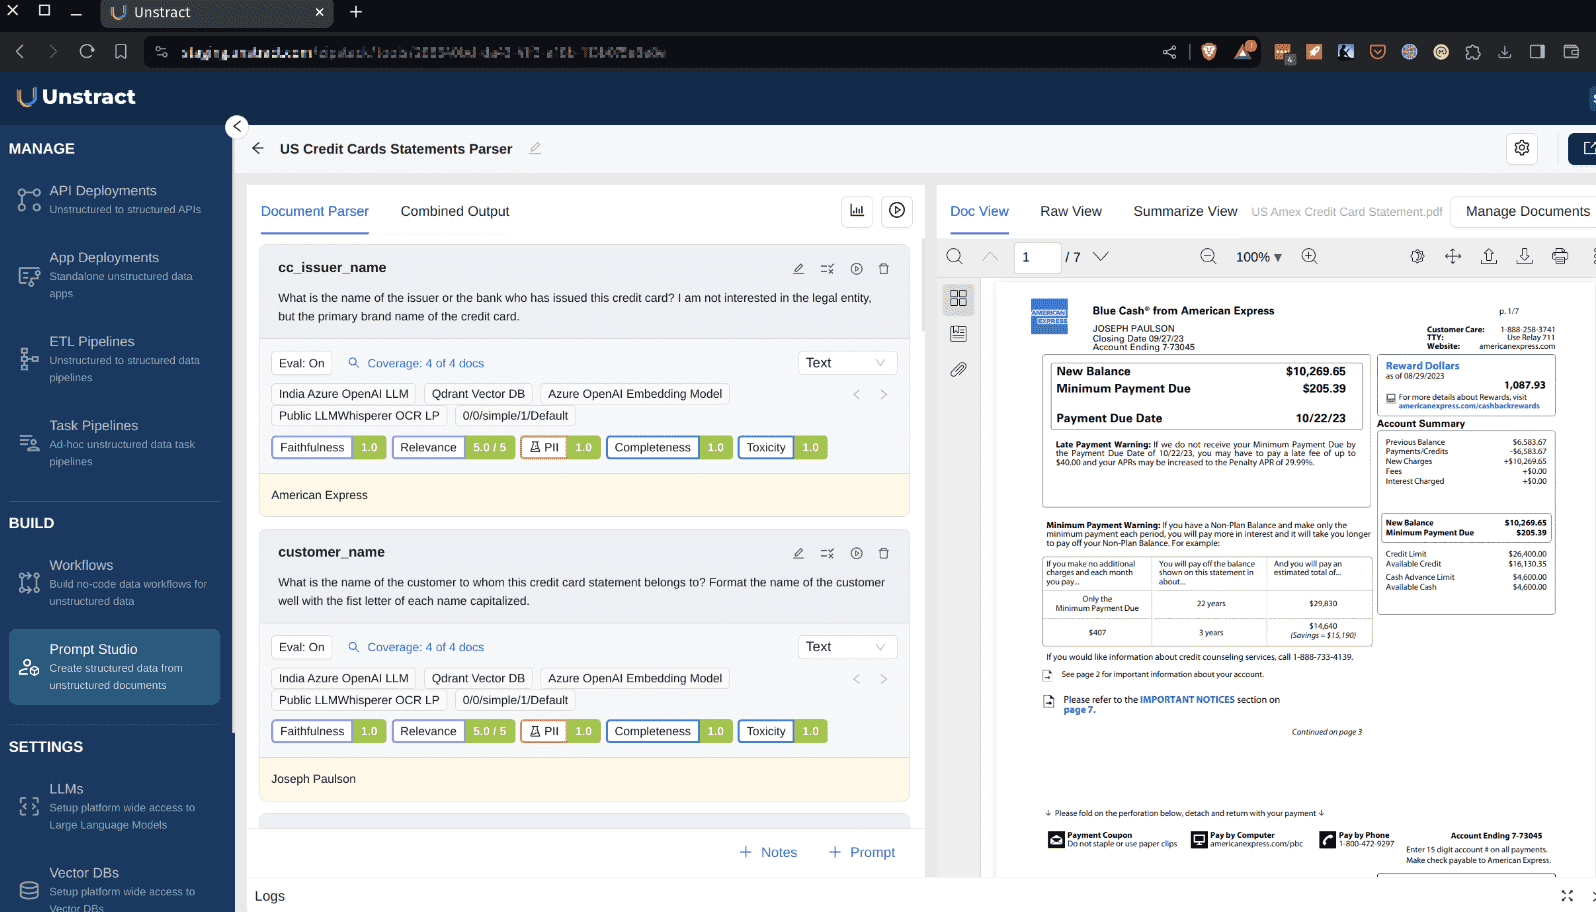 Unstract
Unstract
MANAGE
API Deployments
Unstructured to structured APIs
App Deployments
Standalone unstructured data
apps
ETL Pipelines
Unstructured to structured data
pipelines
Task Pipelines
Ad-hoc unstructured data task
pipelines
BUILD
Workflows
Build no-code data workflows for
unstructured data
Prompt Studio
Create structured data from
unstructured documents
SETTINGS
LLMs
Setup platform wide access to
Large Language Models
Vector DBs
Setup platform wide access to
Vector DBs
US Credit Cards Statements Parser
Document Parser
Combined Output
cc_issuer_name
What is the name of the issuer or the bank who has issued this credit card? I am not interested in the legal entity,
but the primary brand name of the credit card.
Eval: On
Coverage: 4 of 4 docs
Text
India Azure OpenAI LLM
Qdrant Vector DB
Azure OpenAI Embedding Model
Public LLMWhisperer OCR LP
0/0/simple/1/Default
Faithfulness 1.0
Relevance 5.0 / 5
PII 1.0
Completeness 1.0
Toxicity 1.0
American Express
customer_name
What is the name of the customer to whom this credit card statement belongs to? Format the name of the customer
well with the fist letter of each name capitalized.
Eval: On
Coverage: 4 of 4 docs
Text
India Azure OpenAI LLM
Qdrant Vector DB
Azure OpenAI Embedding Model
Public LLMWhisperer OCR LP
0/0/simple/1/Default
Faithfulness 1.0
Relevance 5.0 / 5
PII 1.0
Completeness 1.0
Toxicity 1.0
Joseph Paulson
+ Notes
+ Prompt
Logs
Doc View
Raw View
Summarize View
US Amex Credit Card Statement.pdf
Manage Documents
1 / 7
100%
AMERICAN
EXPRESS
Blue Cash® from American Express
JOSEPH PAULSON
Closing Date 09/27/23
Account Ending 7-73045
p. 1/7
Customer Care: 1-888-258-3741
TTY: Use Relay 711
Website: americanexpress.com
New Balance $10,269.65
Minimum Payment Due $205.39
Payment Due Date 10/22/23
Late Payment Warning: If we do not receive your Minimum Payment Due by
the Payment Due Date of 10/22/23, you may have to pay a late fee of up to
$40.00 and your APRs may be increased to the Penalty APR of 29.99%.
Reward Dollars
as of 08/29/2023
1,087.93
For more details about Rewards, visit
americanexpress.com/cashbackrewards
Account Summary
Previous Balance $6,583.67
Payments/Credits -$6,583.67
New Charges +$10,269.65
Fees +$0.00
Interest Charged +$0.00
New Balance $10,269.65
Minimum Payment Due $205.39
Credit Limit $26,400.00
Available Credit $16,130.35
Cash Advance Limit $4,600.00
Available Cash $4,600.00
Minimum Payment Warning: If you have a Non-Plan Balance and make only the
minimum payment each period, you will pay more in interest and it will take you longer
to pay off your Non-Plan Balance. For example:
If you make no additional
charges and each month
you pay...
You will pay off the balance
shown on this statement in
about...
And you will pay an
estimated total of...
Only the
Minimum Payment Due
22 years
$29,830
$407
3 years
$14,640
(Savings = $15,190)
If you would like information about credit counseling services, call 1-888-733-4139.
See page 2 for important information about your account.
Please refer to the IMPORTANT NOTICES section on
page 7.
Continued on page 3
↓ Please fold on the perforation below, detach and return with your payment ↓
Payment Coupon
Do not staple or use paper clips
Pay by Computer
americanexpress.com/pbc
Pay by Phone
1-800-472-9297
Account Ending 7-73045
Enter 15 digit account # on all payments.
Make check payable to American Express.